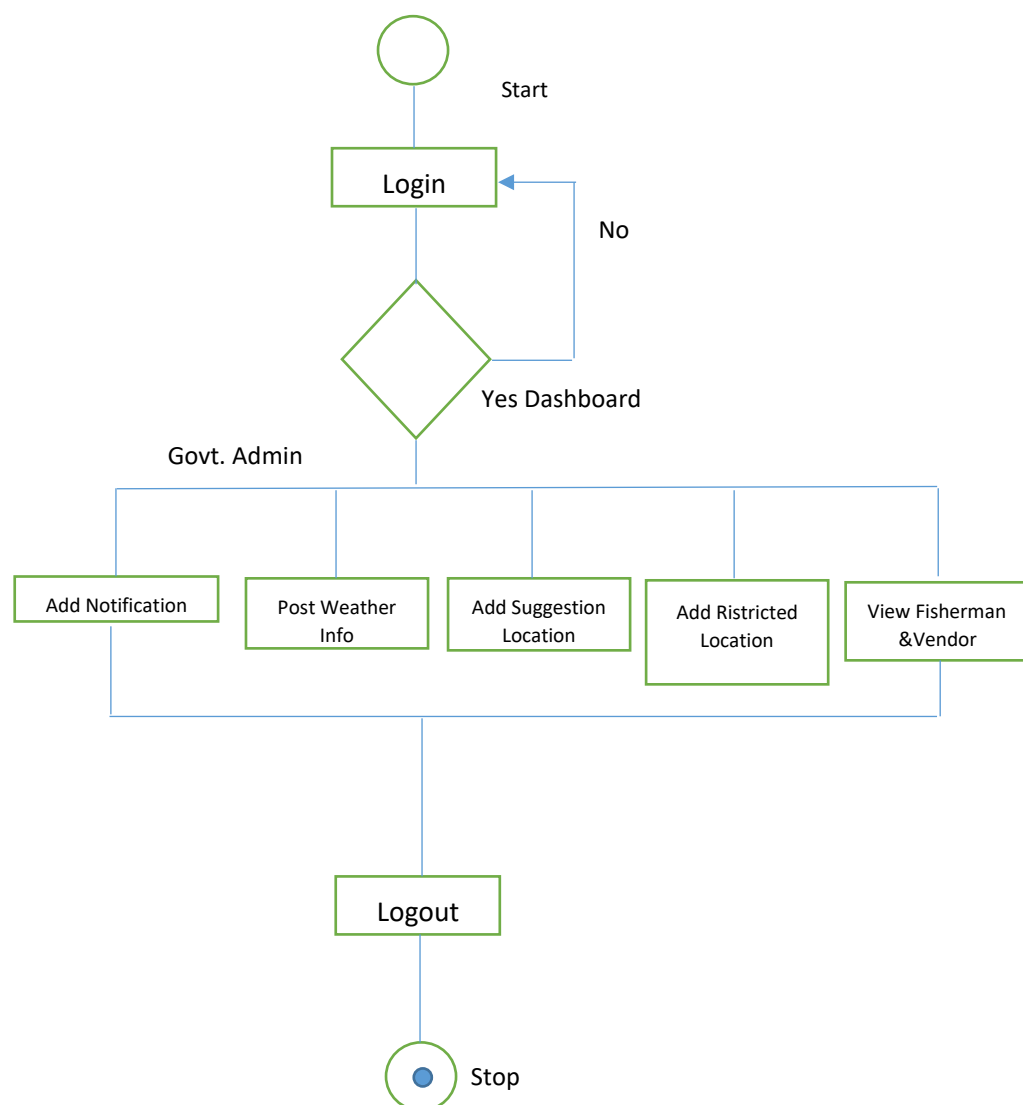 Start
Login
No
Yes Dashboard
Govt. Admin
Add Notification
Post Weather
Info
Add Suggestion
Location
Add Ristricted
Location
View Fisherman
&Vendor
Logout
Stop